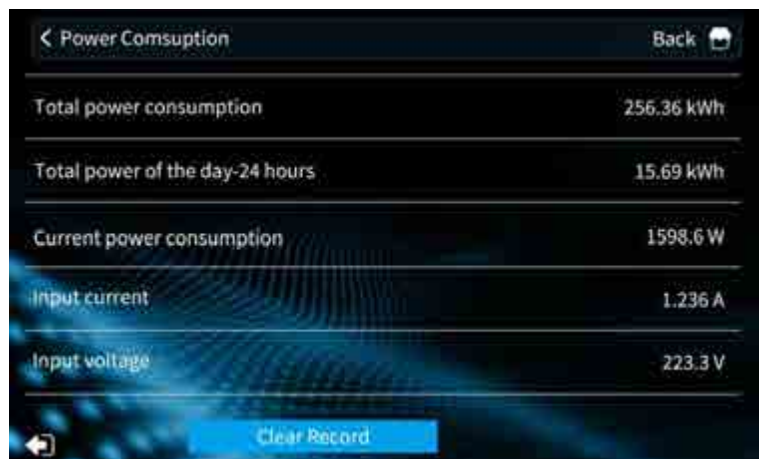 Power Comsuption Back
Total power consumption 256.36 kWh
Total power of the day-24 hours 15.69 kWh
Current power consumption 1598.6 W
Input current 1.236 A
Input voltage 223.3 V
Clear Record